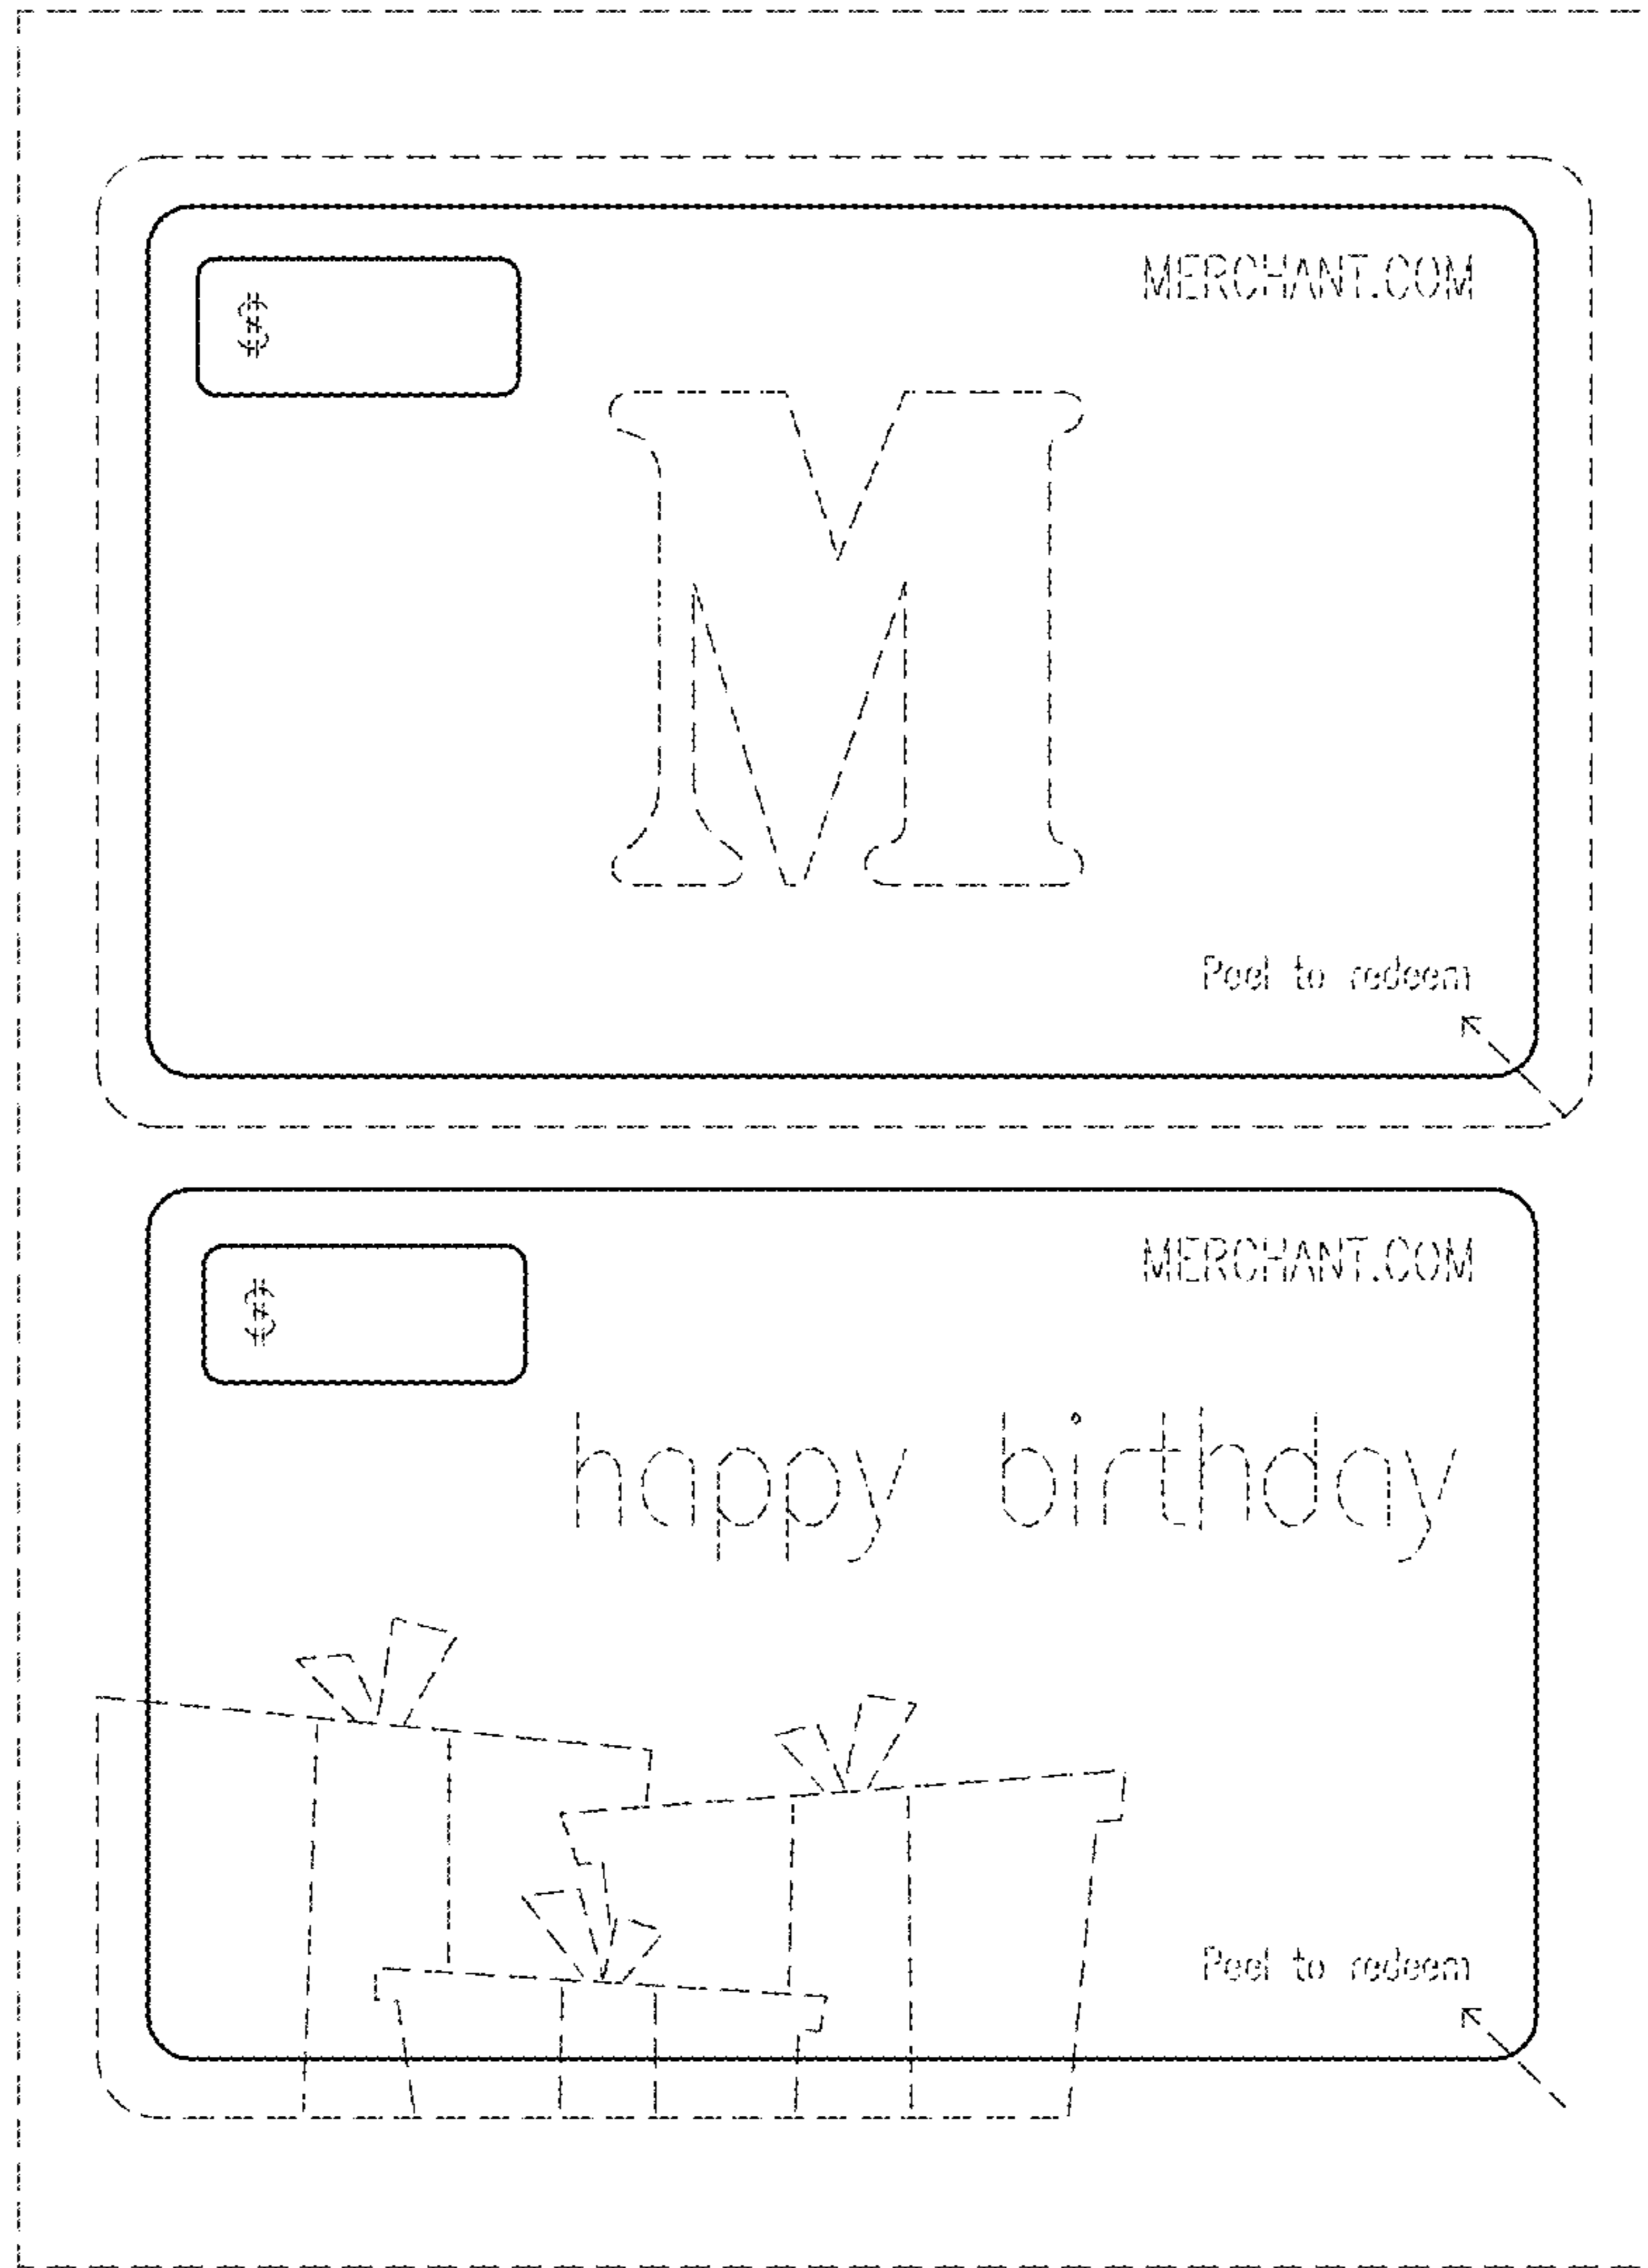 MERCHANT.COM
$
M
Peel to redeem
MERCHANT.COM
$
happy birthday
Peel to redeem